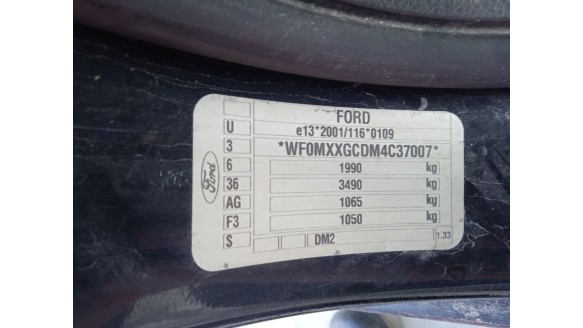 FORD
U e13*2001/116*0109
3 *WF0MXXGCDM4C37007*
6 1990 kg
36 3490 kg
AG 1065 kg
F3 1050 kg
S DM2 1.33
Ford